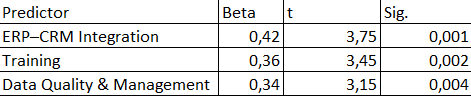 Predictor Beta t Sig.
ERP–CRM Integration 0,42 3,75 0,001
Training 0,36 3,45 0,002
Data Quality & Management 0,34 3,15 0,004